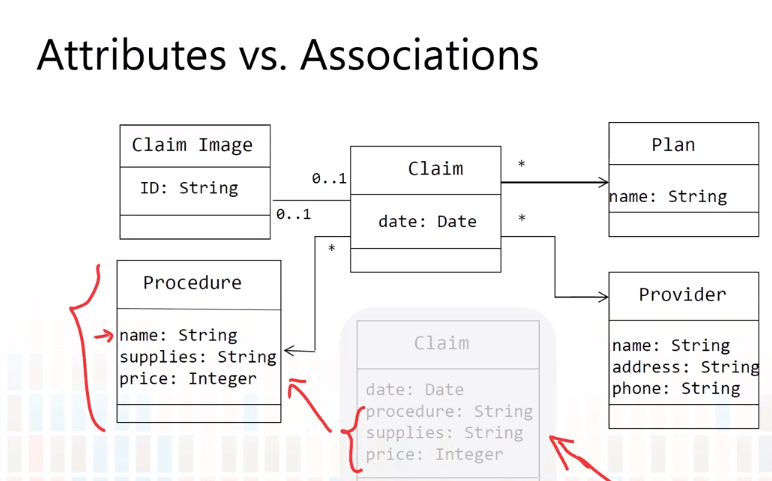 Attributes vs. Associations
Claim Image
ID: String
0..1
0..1
Claim
date: Date
*
*
*
Plan
name: String
Procedure
name: String
supplies: String
price: Integer
Provider
name: String
address: String
phone: String
Claim
date: Date
procedure: String
supplies: String
price: Integer